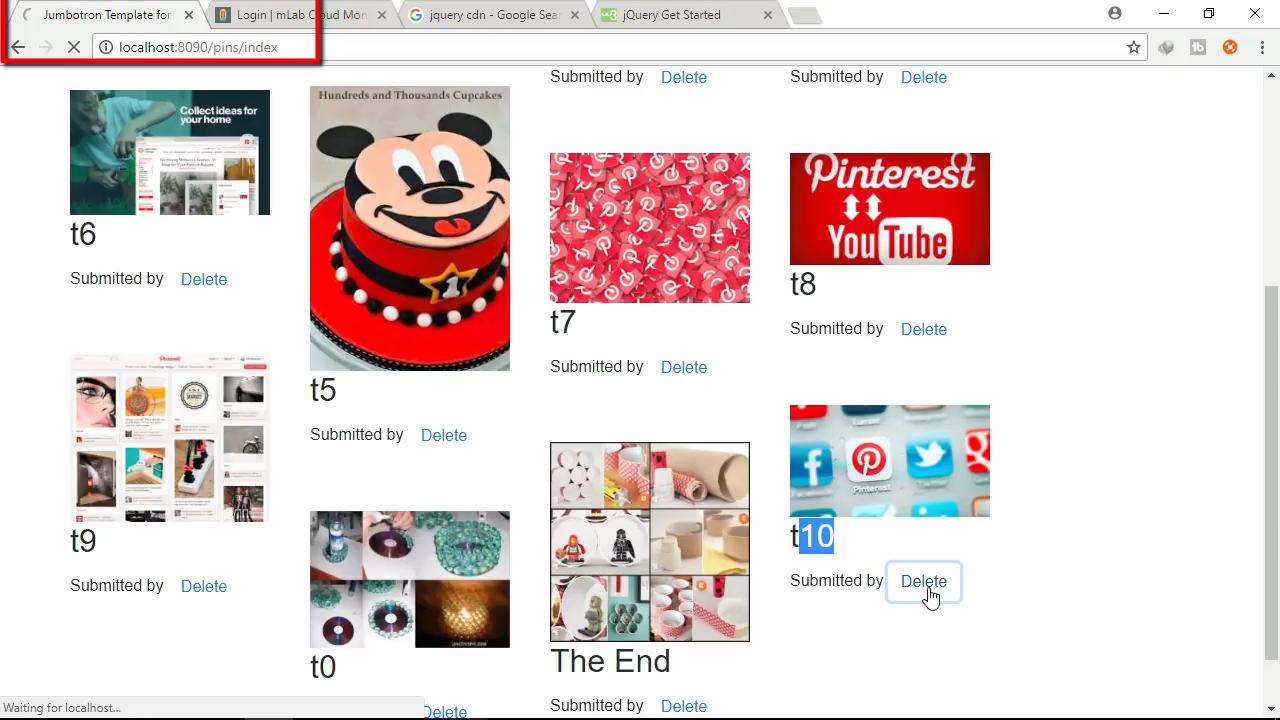 Jumbotron Template for
Login | mLab Cloud Mon
jquery cdn - Google Sear
jQuery Get Started
localhost:8090/pins/index
Submitted by Delete
Submitted by Delete
Collect ideas for
your home
t6
Submitted by Delete
Hundreds and Thousands Cupcakes
1
t5
Submitted by Delete
t7
Submitted by Delete
Pinterest
YouTube
t8
Submitted by Delete
Pinterest
t9
Submitted by Delete
t0
Delete
The End
Submitted by Delete
Pinterest
t10
Submitted by Delete
Waiting for localhost...